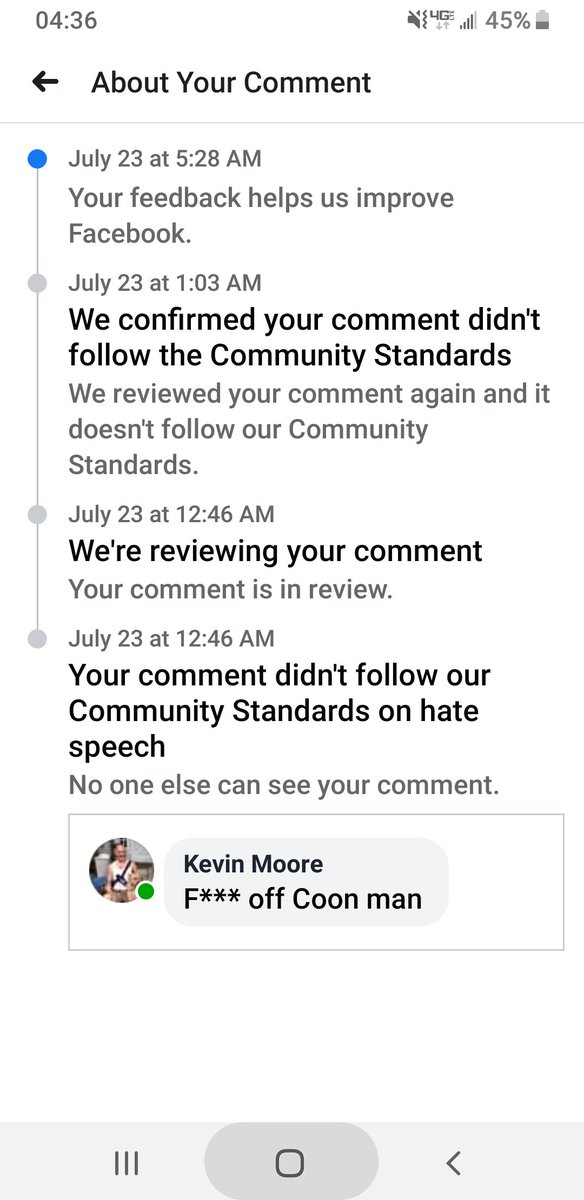 04:36
4GE 45%
About Your Comment
July 23 at 5:28 AM
Your feedback helps us improve
Facebook.
July 23 at 1:03 AM
We confirmed your comment didn't
follow the Community Standards
We reviewed your comment again and it
doesn't follow our Community
Standards.
July 23 at 12:46 AM
We're reviewing your comment
Your comment is in review.
July 23 at 12:46 AM
Your comment didn't follow our
Community Standards on hate
speech
No one else can see your comment.
Kevin Moore
F*** off Coon man